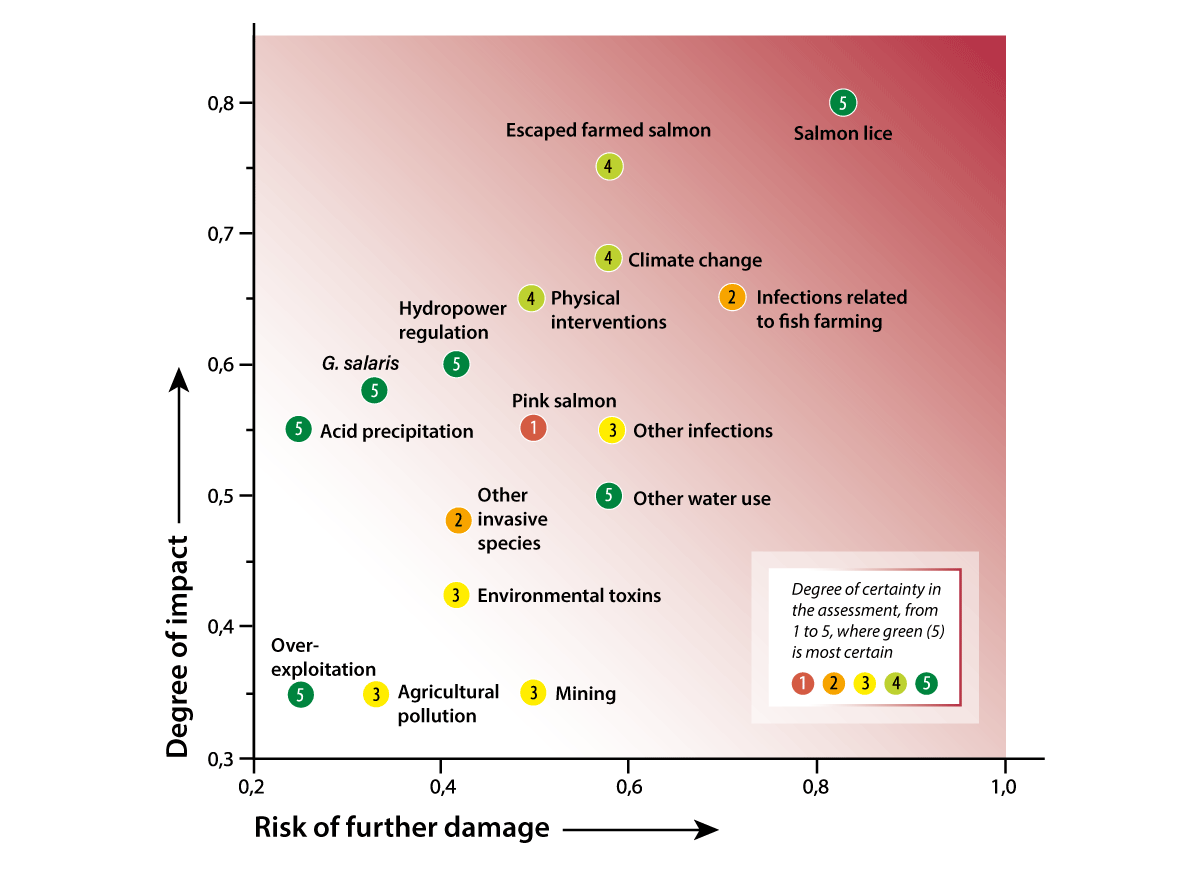 0,8
0,7
0,6
0,5
0,4
0,3
0,2
0,4
0,6
0,8
1,0
Degree of impact
Risk of further damage
5
Salmon lice
Escaped farmed salmon
4
4
Climate change
4
Physical
interventions
2
Infections related
to fish farming
Hydropower
regulation
5
G. salaris
5
5
Acid precipitation
Pink salmon
1
3
Other infections
5
Other water use
2
Other
invasive
species
3
Environmental toxins
Over-
exploitation
5
3
Agricultural
pollution
3
Mining
Degree of certainty in
the assessment, from
1 to 5, where green (5)
is most certain
1 2 3 4 5